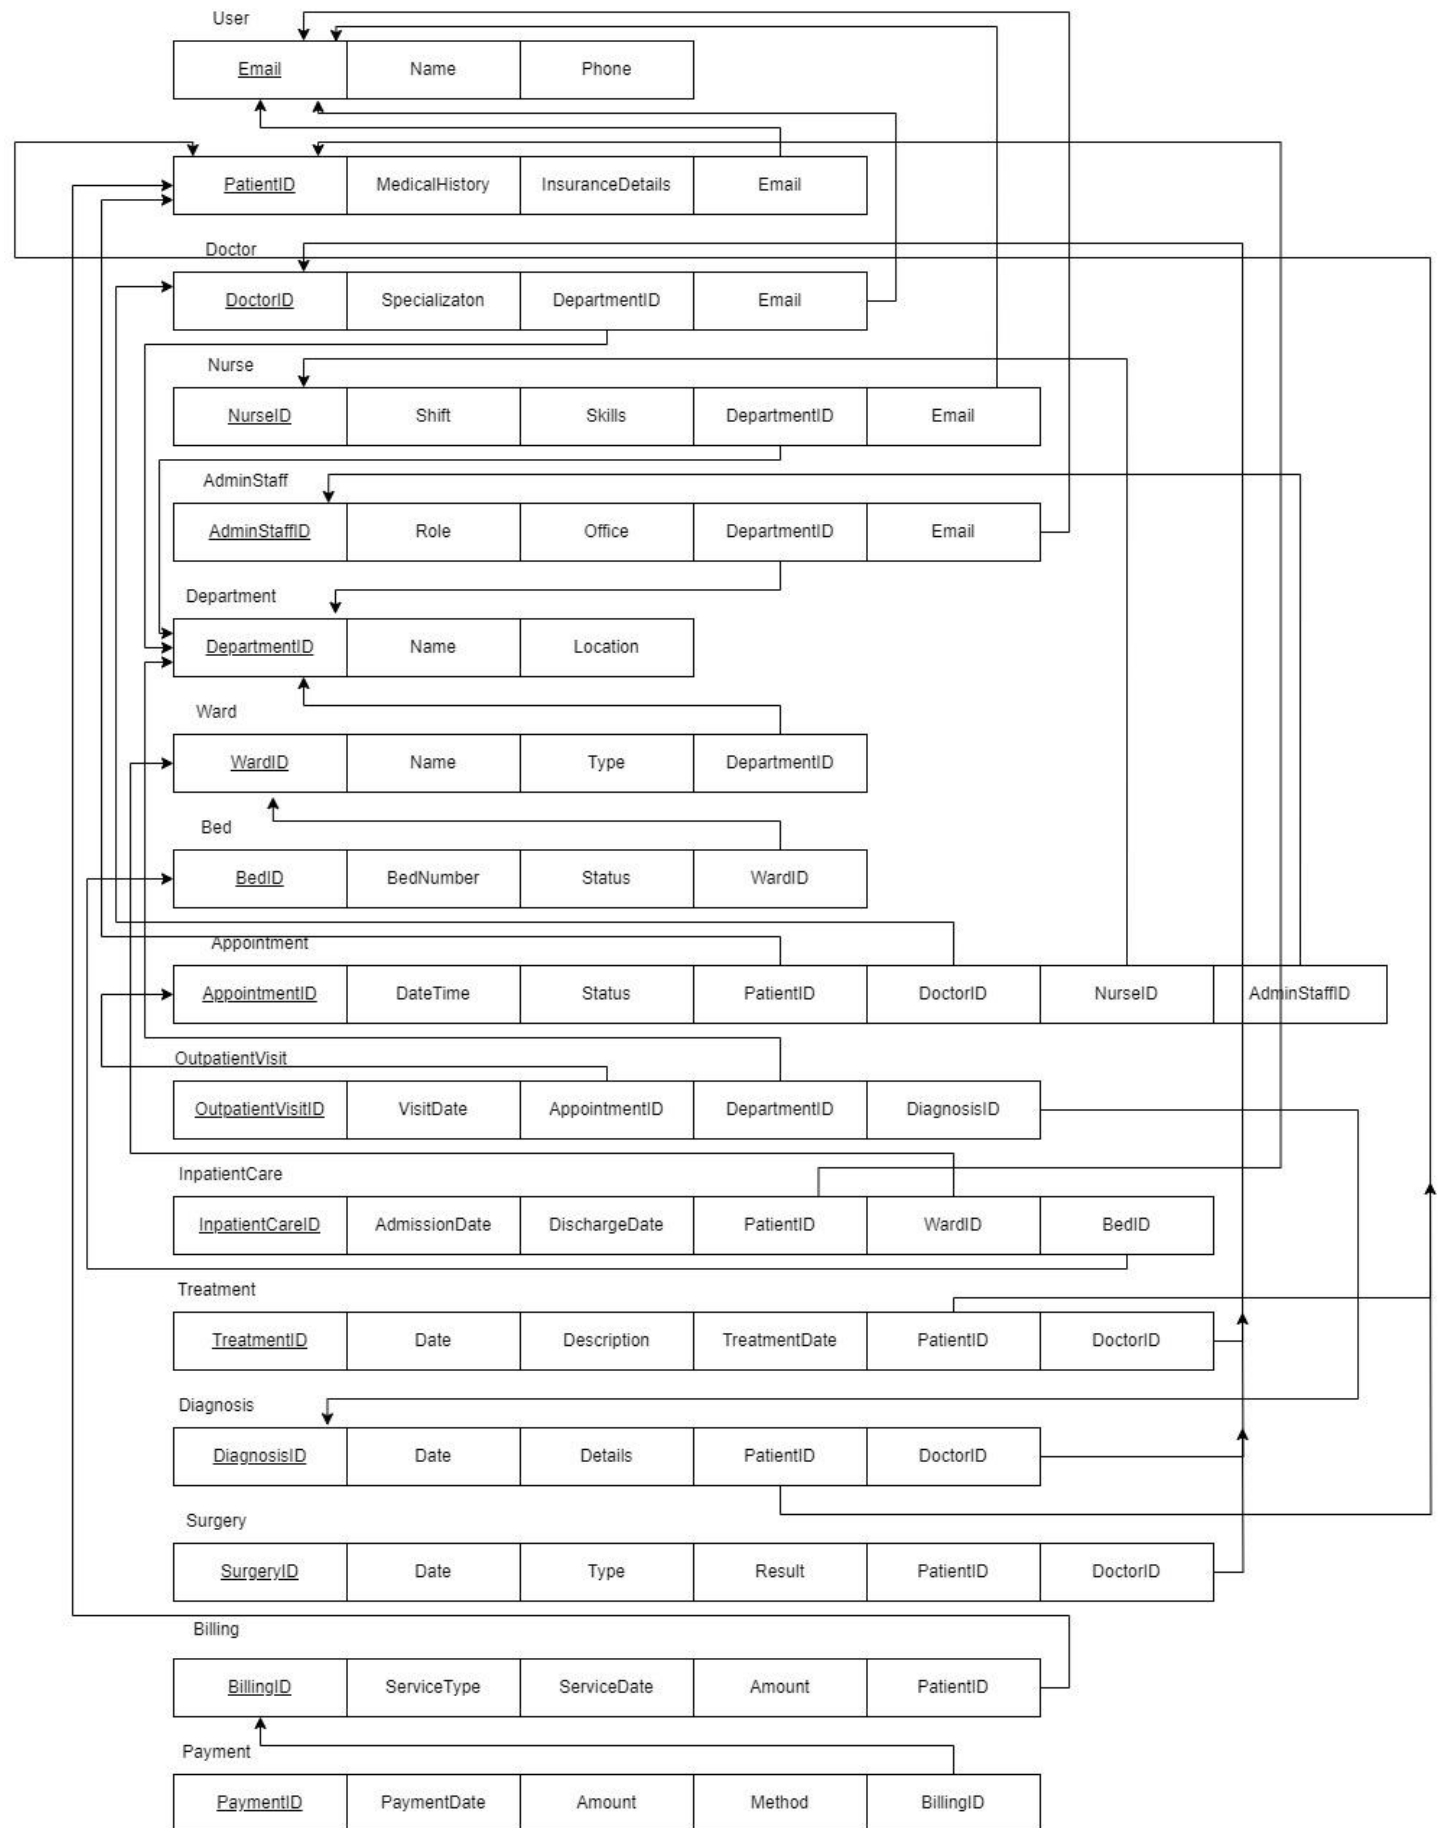 User
Email Name Phone
PatientID MedicalHistory InsuranceDetails Email
Doctor
DoctorID Specializaton DepartmentID Email
Nurse
NurseID Shift Skills DepartmentID Email
AdminStaff
AdminStaffID Role Office DepartmentID Email
Department
DepartmentID Name Location
Ward
WardID Name Type DepartmentID
Bed
BedID BedNumber Status WardID
Appointment
AppointmentID DateTime Status PatientID DoctorID NurseID AdminStaffID
OutpatientVisit
OutpatientVisitID VisitDate AppointmentID DepartmentID DiagnosisID
InpatientCare
InpatientCareID AdmissionDate DischargeDate PatientID WardID BedID
Treatment
TreatmentID Date Description TreatmentDate PatientID DoctorID
Diagnosis
DiagnosisID Date Details PatientID DoctorID
Surgery
SurgeryID Date Type Result PatientID DoctorID
Billing
BillingID ServiceType ServiceDate Amount PatientID
Payment
PaymentID PaymentDate Amount Method BillingID